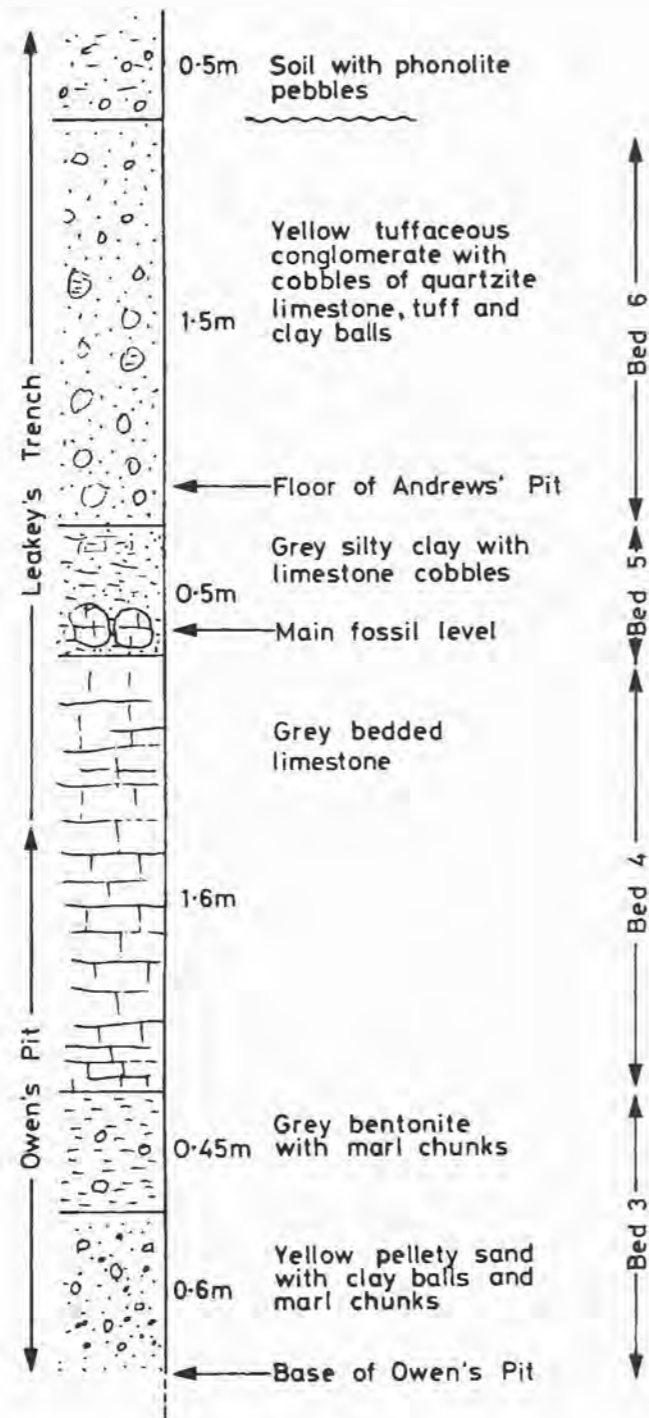 0·5m
Soil with phonolite
pebbles
Yellow tuffaceous
conglomerate with
cobbles of quartzite
limestone, tuff and
clay balls
1·5m
Floor of Andrews' Pit
Grey silty clay with
limestone cobbles
0·5m
Main fossil level
Grey bedded
limestone
1·6m
Grey bentonite
with marl chunks
0·45m
Yellow pellety sand
with clay balls and
marl chunks
0·6m
Base of Owen's Pit
Leakey's Trench
Owen's Pit
Bed 6
Bed 5
Bed 4
Bed 3